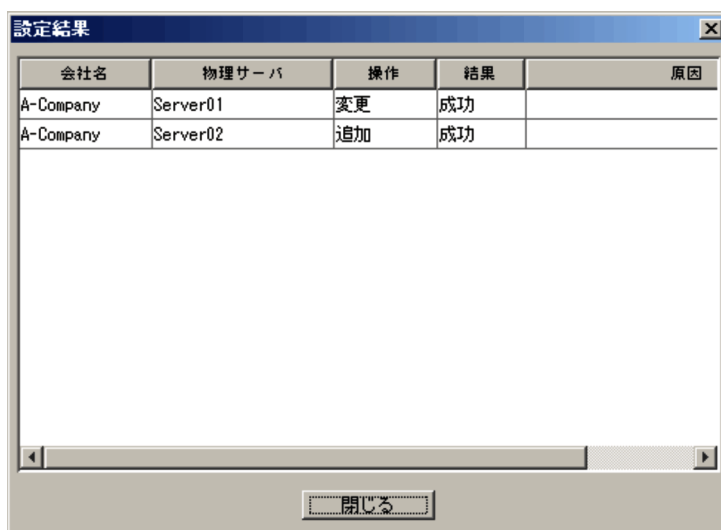 設定結果
会社名 物理サーバ 操作 結果 原因
A-Company Server01 変更 成功
A-Company Server02 追加 成功
閉じる